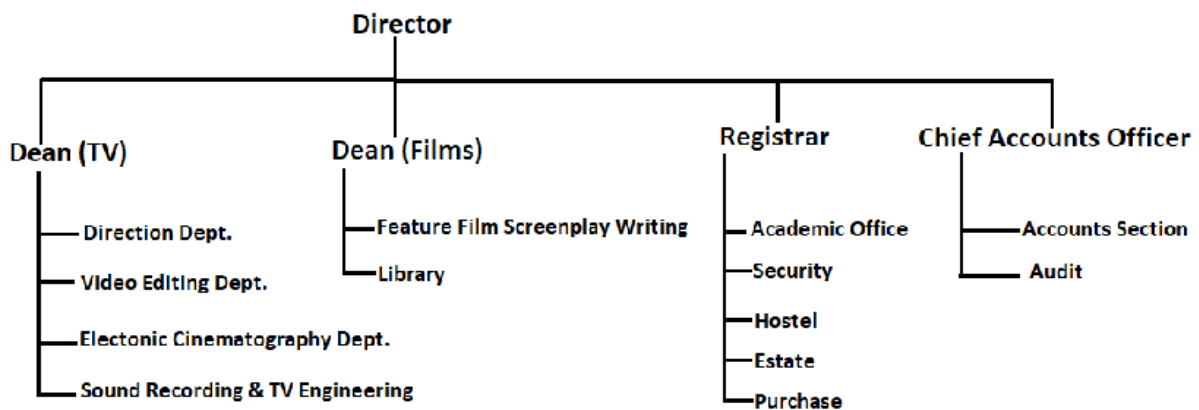 Director
Dean (TV)
Direction Dept.
Video Editing Dept.
Electonic Cinematography Dept.
Sound Recording & TV Engineering
Dean (Films)
Feature Film Screenplay Writing
Library
Registrar
Academic Office
Security
Hostel
Estate
Purchase
Chief Accounts Officer
Accounts Section
Audit